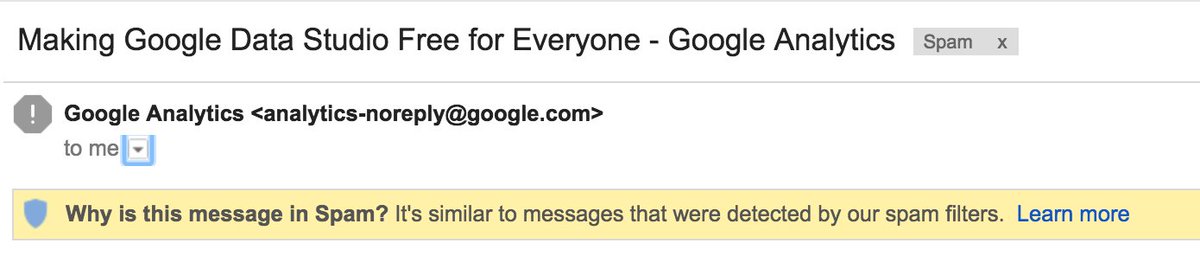 Making Google Data Studio Free for Everyone - Google Analytics Spam x
!
Google Analytics <analytics-noreply@google.com>
to me
Why is this message in Spam? It's similar to messages that were detected by our spam filters. Learn more